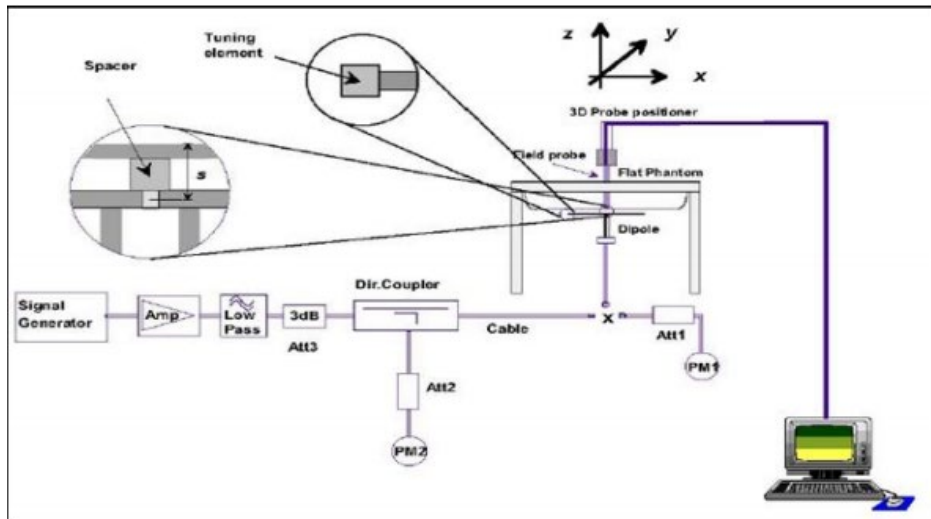 Tuning
element
Spacer
s
z
y
x
3D Probe positioner
Field probe
Flat Phantom
Dipole
Signal
Generator
Amp
Low
Pass
3dB
Att3
Dir.Coupler
Cable
x
Att1
PM1
Att2
PM2